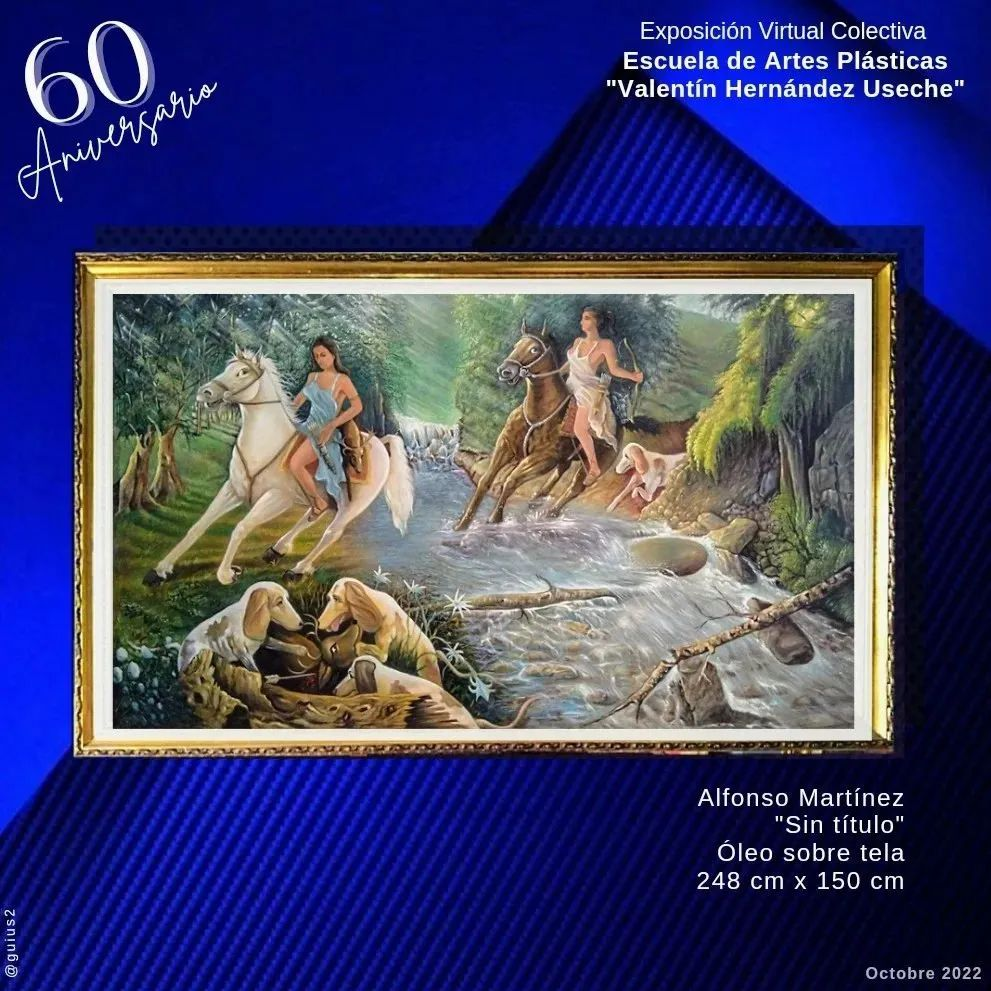 60
Aniversario
Exposición Virtual Colectiva
Escuela de Artes Plásticas
"Valentín Hernández Useche"
Alfonso Martínez
"Sin título"
Óleo sobre tela
248 cm x 150 cm
@guius2
Octobre 2022